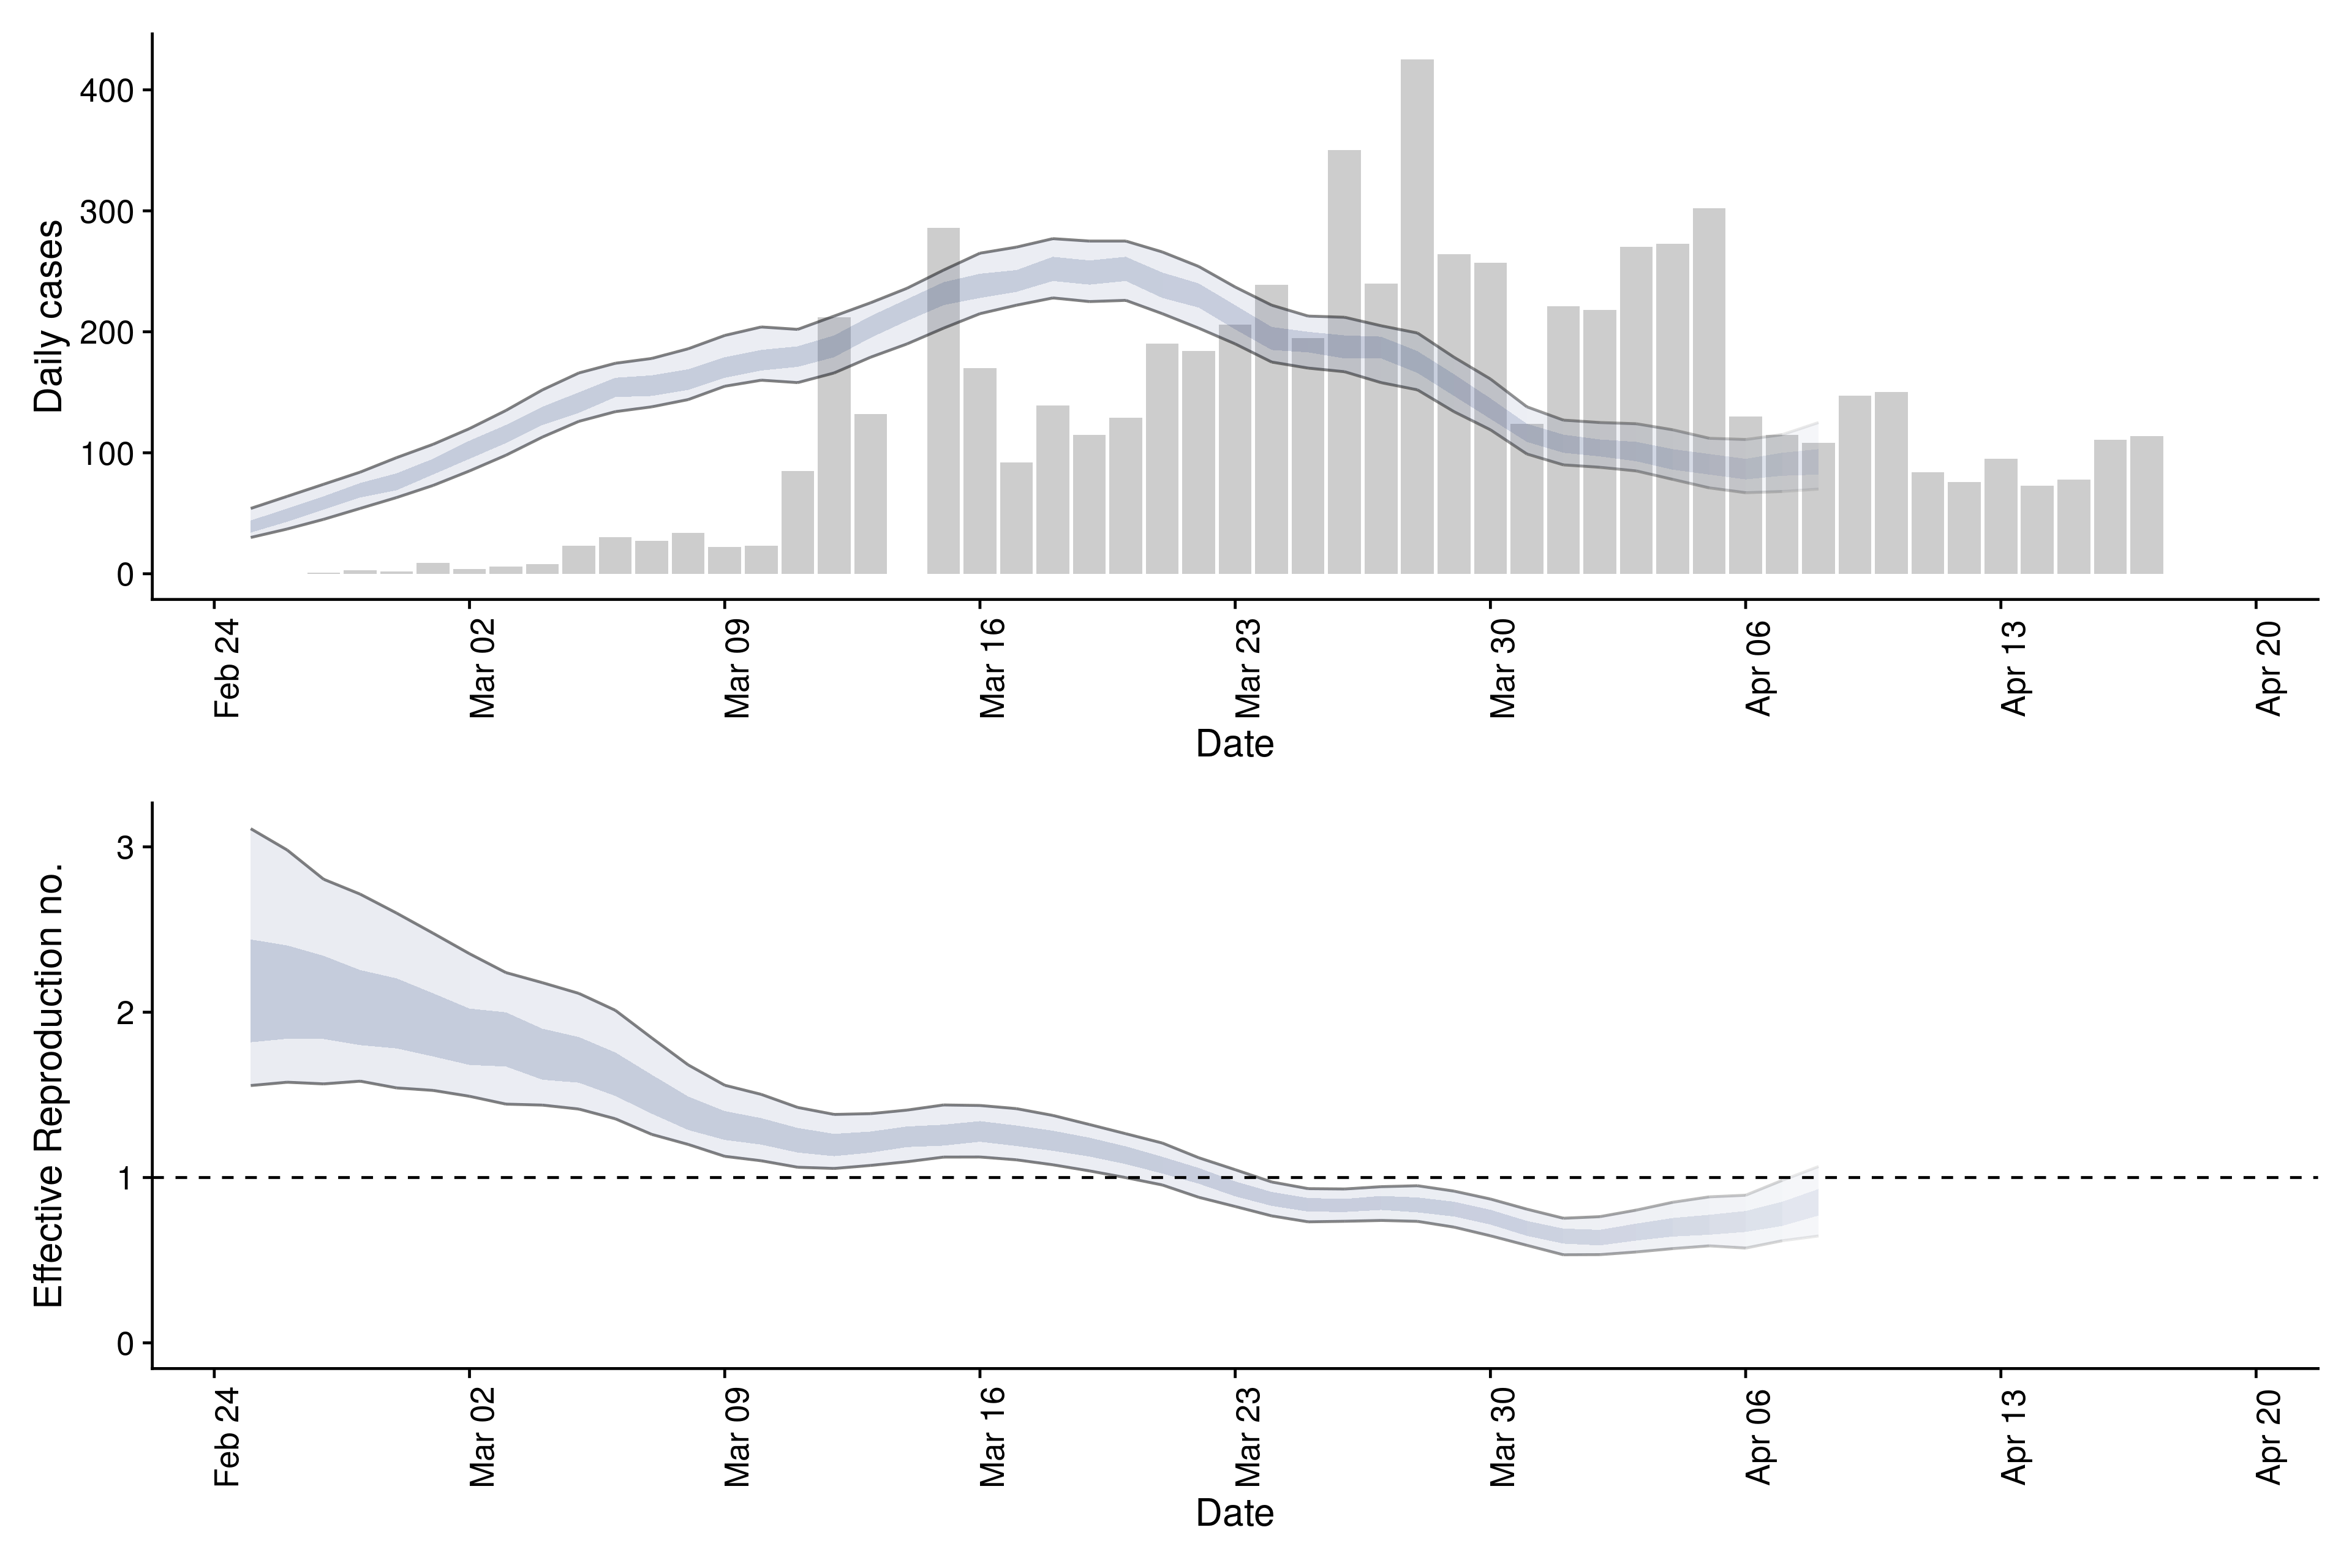 Daily cases
400
300
200
100
0
Feb 24
Mar 02
Mar 09
Mar 16
Mar 23
Mar 30
Apr 06
Apr 13
Apr 20
Date
Effective Reproduction no.
3
2
1
0
Feb 24
Mar 02
Mar 09
Mar 16
Mar 23
Mar 30
Apr 06
Apr 13
Apr 20
Date